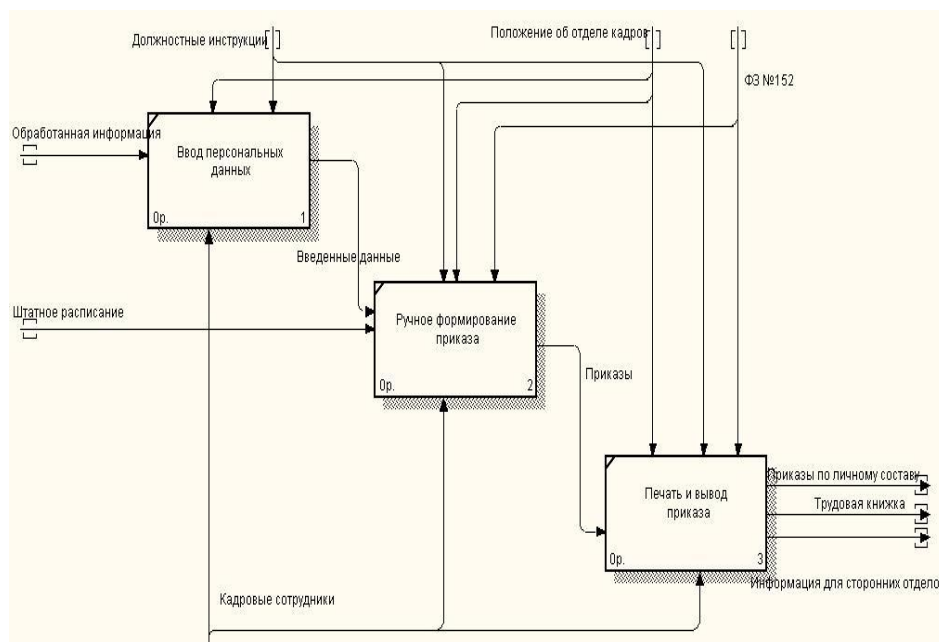 Должностные инструкции
Положение об отделе кадров
ФЗ №152
Обработанная информация
Ввод персональных
данных
0р.
1
Введенные данные
Штатное расписание
Ручное формирование
приказа
0р.
2
Приказы
Печать и вывод
приказа
0р.
3
Приказы по личному составу
Трудовая книжка
Информация для сторонних отдело
Кадровые сотрудники